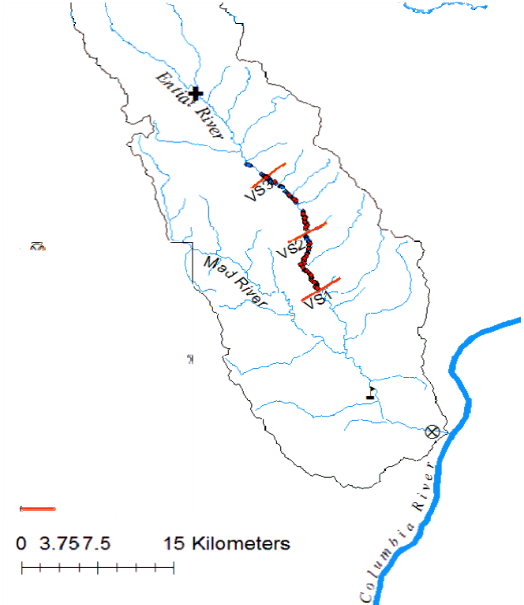 Entiat River
VS3
VS2
Mad River
VS1
Columbia River
0 3.757.5 15 Kilometers